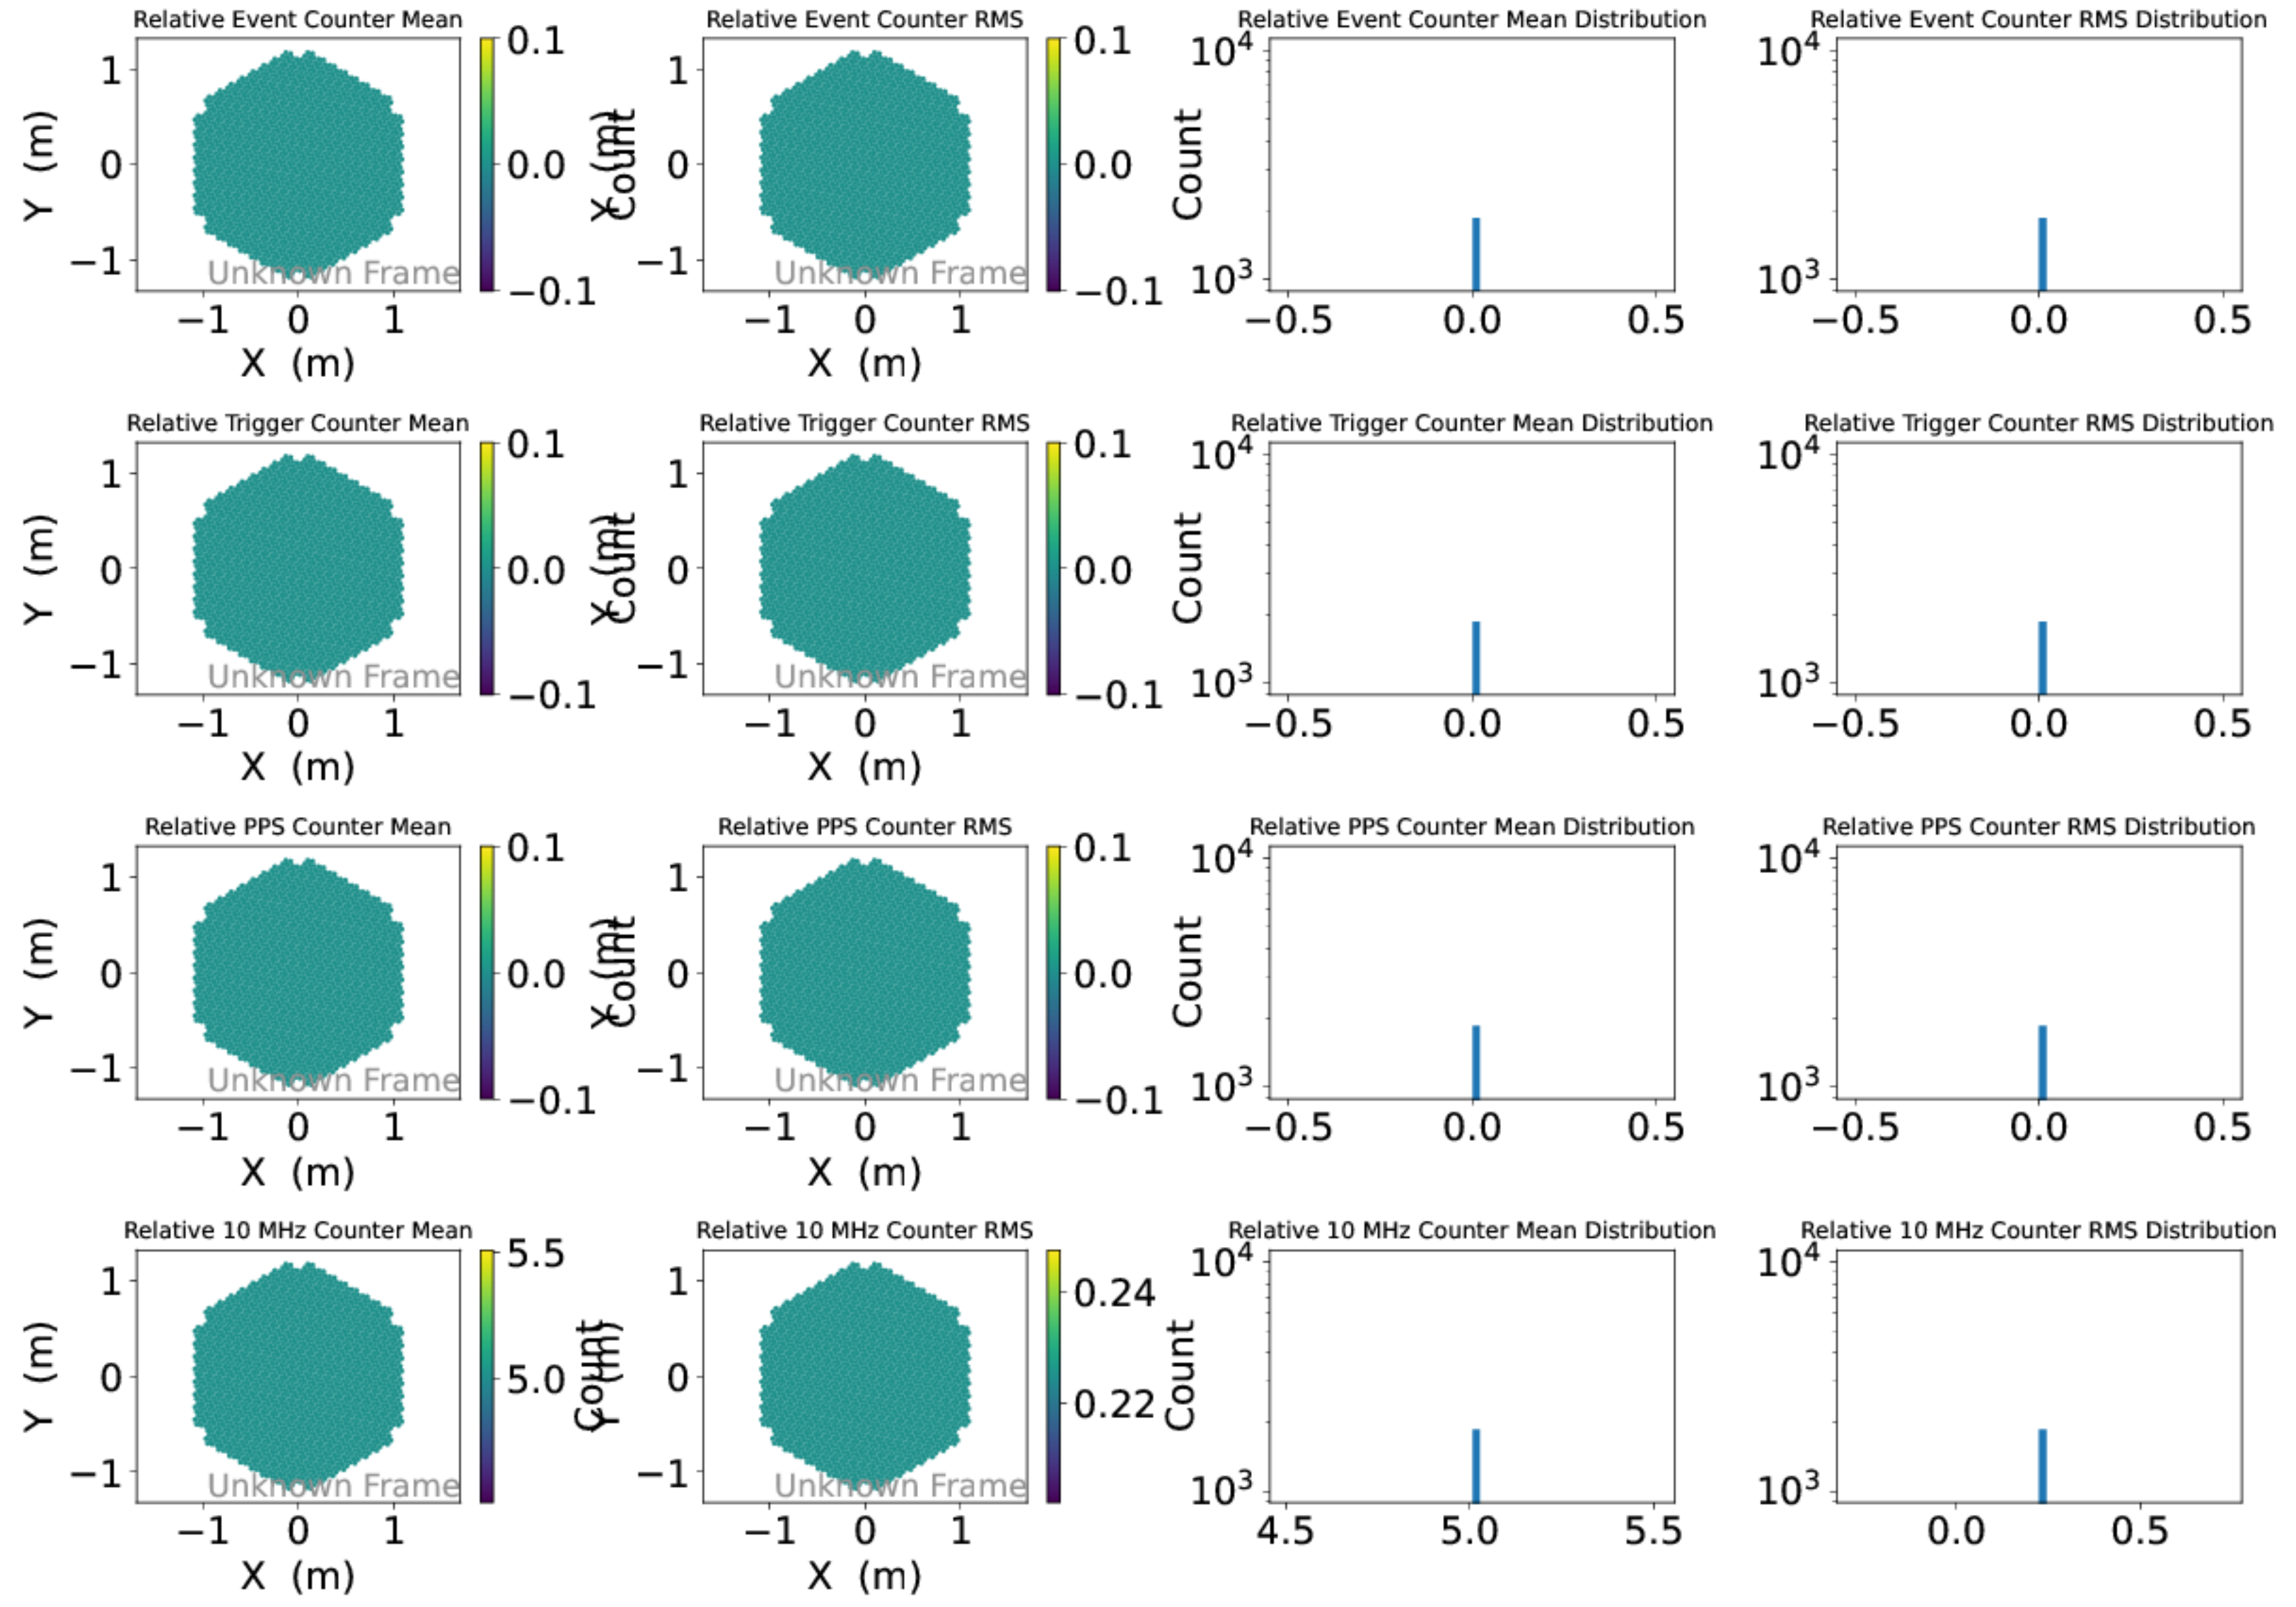 Relative Event Counter Mean Relative Event Counter RMS Relative Event Counter Mean Distribution Relative Event Counter RMS Distribution
Y (m) 1 0 −1 Unknown Frame 0.1 0.0 −0.1 Count Y (m) 1 0 −1 Unknown Frame 0.1 0.0 −0.1 Count 10⁴ 10³ 10⁴ 10³
−1 0 1 −1 0 1 −0.5 0.0 0.5 −0.5 0.0 0.5
X (m) X (m)
Relative Trigger Counter Mean Relative Trigger Counter RMS Relative Trigger Counter Mean Distribution Relative Trigger Counter RMS Distribution
Y (m) 1 0 −1 Unknown Frame 0.1 0.0 −0.1 Count Y (m) 1 0 −1 Unknown Frame 0.1 0.0 −0.1 Count 10⁴ 10³ 10⁴ 10³
−1 0 1 −1 0 1 −0.5 0.0 0.5 −0.5 0.0 0.5
X (m) X (m)
Relative PPS Counter Mean Relative PPS Counter RMS Relative PPS Counter Mean Distribution Relative PPS Counter RMS Distribution
Y (m) 1 0 −1 Unknown Frame 0.1 0.0 −0.1 Count Y (m) 1 0 −1 Unknown Frame 0.1 0.0 −0.1 Count 10⁴ 10³ 10⁴ 10³
−1 0 1 −1 0 1 −0.5 0.0 0.5 −0.5 0.0 0.5
X (m) X (m)
Relative 10 MHz Counter Mean Relative 10 MHz Counter RMS Relative 10 MHz Counter Mean Distribution Relative 10 MHz Counter RMS Distribution
Y (m) 1 0 −1 Unknown Frame 5.5 5.0 Count Y (m) 1 0 −1 Unknown Frame 0.24 0.22 Count 10⁴ 10³ 10⁴ 10³
−1 0 1 −1 0 1 4.5 5.0 5.5 0.0 0.5
X (m) X (m)